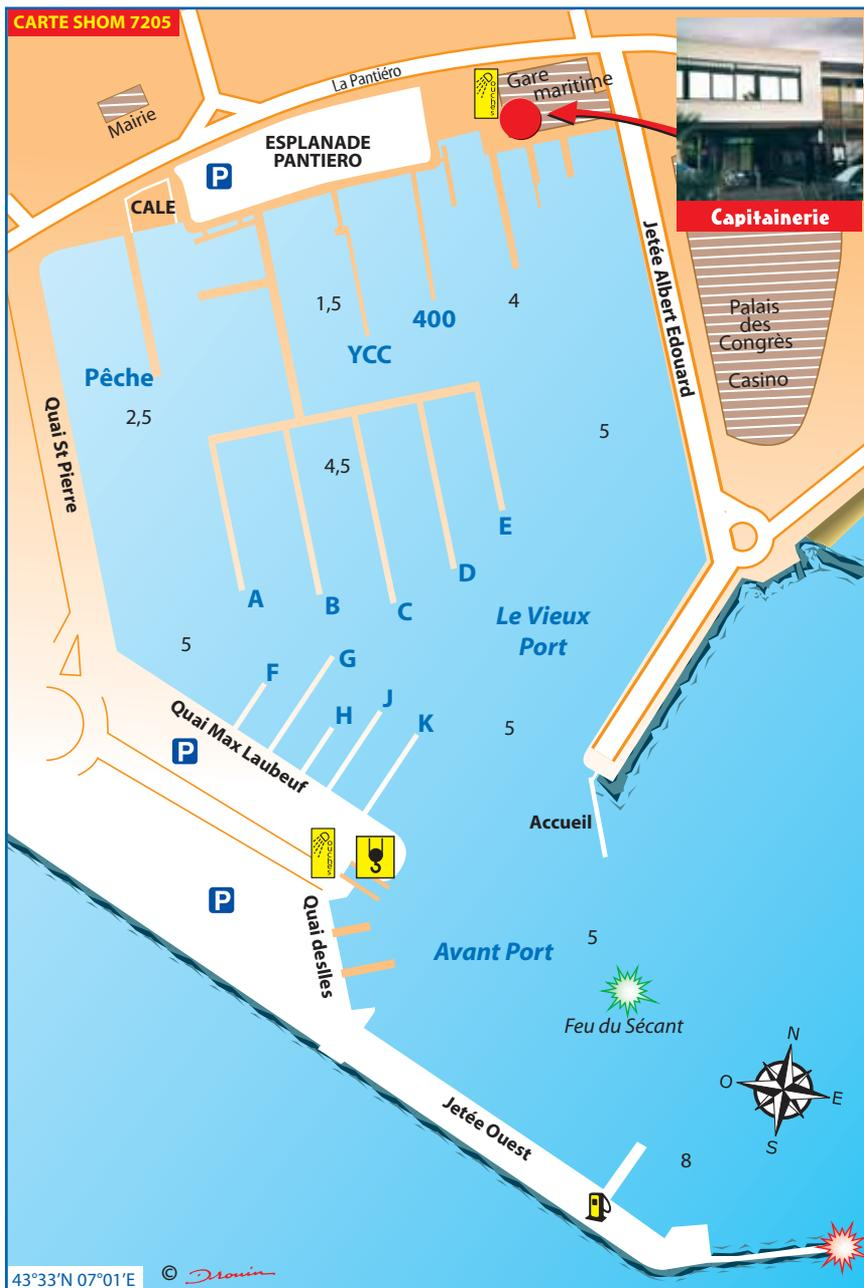 CARTE SHOM 7205
La Pantiéro
Gare
maritime
Douches
Mairie
ESPLANADE
PANTIERO
P
CALE
Capitainerie
Jetée Albert Edouard
Palais
des
Congrès
Casino
1,5
400
4
YCC
Pêche
2,5
Quai St Pierre
5
4,5
E
D
A
B
C
Le Vieux
Port
5
G
F
J
H
K
5
Quai Max Laubeuf
P
Accueil
Douches
P
Quai desIles
Avant Port
5
Feu du Sécant
N
O
E
S
Jetée Ouest
8
43°33'N 07°01'E
© Drouin